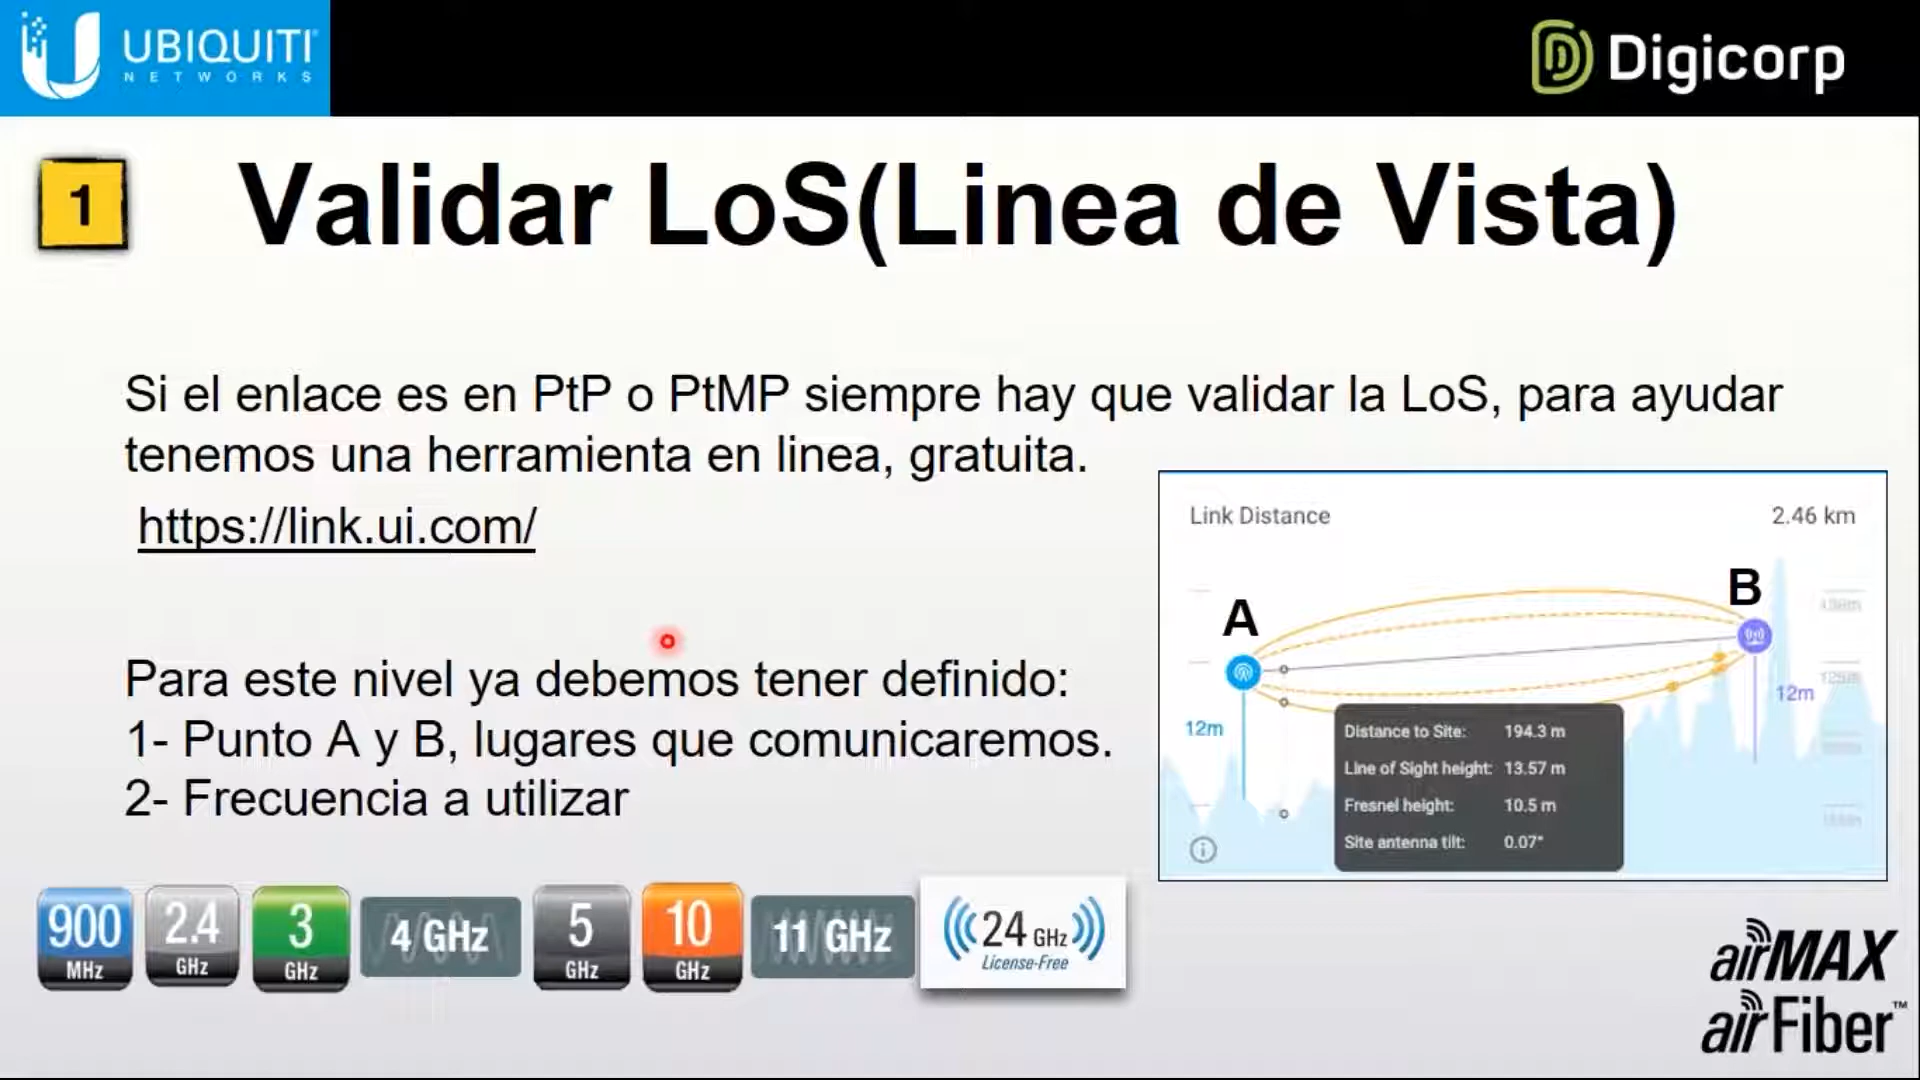 UBIQUITI
NETWORKS
Digicorp
1
Validar LoS(Linea de Vista)
Si el enlace es en PtP o PtMP siempre hay que validar la LoS, para ayudar
tenemos una herramienta en linea, gratuita.
https://link.ui.com/
Para este nivel ya debemos tener definido:
1- Punto A y B, lugares que comunicaremos.
2- Frecuencia a utilizar
Link Distance 2.46 km
A
B
12m
12m
Distance to Site: 194.3 m
Line of Sight height: 13.57 m
Fresnel height: 10.5 m
Site antenna tilt: 0.07°
900 MHz
2.4 GHz
3 GHz
4 GHz
5 GHz
10 GHz
11 GHz
24 GHz
License-Free
airMAX
airFiber™